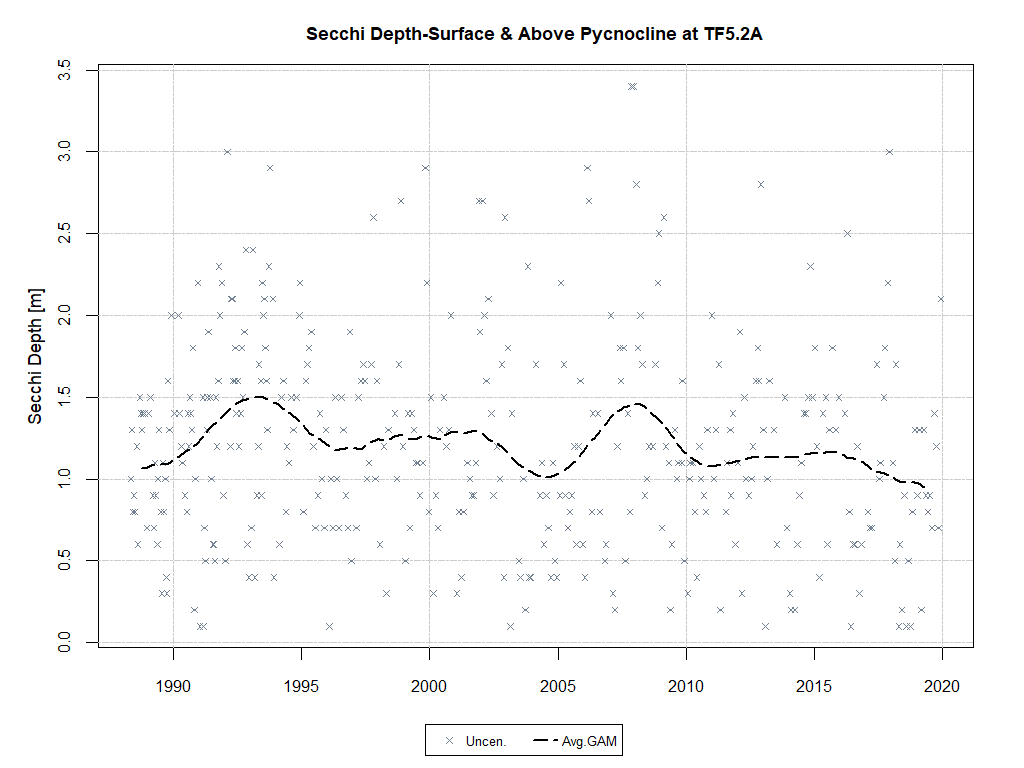 Secchi Depth-Surface & Above Pycnocline at TF5.2A
Secchi Depth [m]
3.5
3.0
2.5
2.0
1.5
1.0
0.5
0.0
1990 1995 2000 2005 2010 2015 2020
Uncen. Avg.GAM